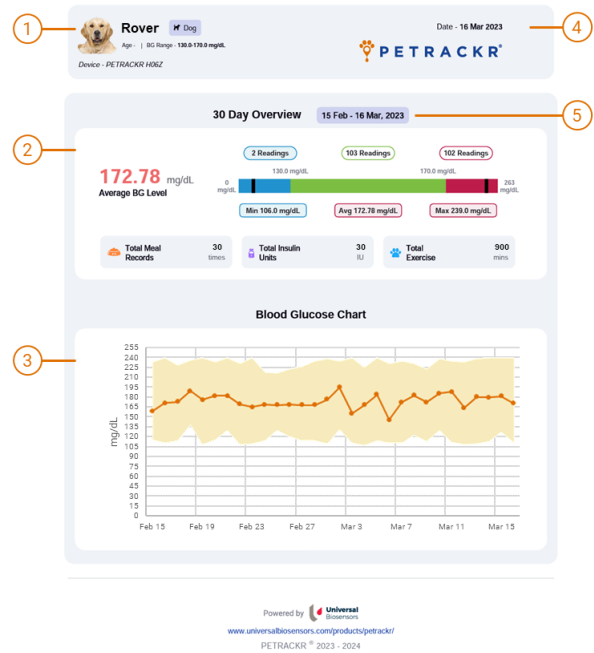 1
Rover
Dog
Age - | BG Range - 130.0-170.0 mg/dL
Device - PETRACKR H06Z
Date - 16 Mar 2023
4
PETRACKR®
30 Day Overview
15 Feb - 16 Mar, 2023
5
2
2 Readings
103 Readings
102 Readings
172.78 mg/dL
Average BG Level
0
mg/dL
130.0 mg/dL
170.0 mg/dL
263
mg/dL
Min 106.0 mg/dL
Avg 172.78 mg/dL
Max 239.0 mg/dL
Total Meal
Records
30
times
Total Insulin
Units
30
IU
Total
Exercise
900
mins
Blood Glucose Chart
3
mg/dL
255
240
225
210
195
180
165
150
135
120
105
90
75
60
45
30
15
0
Feb 15
Feb 19
Feb 23
Feb 27
Mar 3
Mar 7
Mar 11
Mar 15
Powered by Universal
Biosensors
www.universalbiosensors.com/products/petrackr/
PETRACKR ® 2023 - 2024